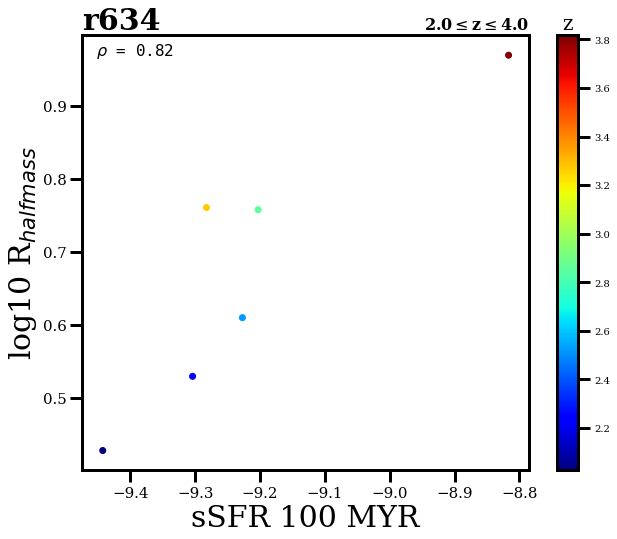 r634
2.0 ≤ z ≤ 4.0
z
ρ = 0.82
log10 R_halfmass
0.9
0.8
0.7
0.6
0.5
−9.4 −9.3 −9.2 −9.1 −9.0 −8.9 −8.8
sSFR 100 MYR
3.8
3.6
3.4
3.2
3.0
2.8
2.6
2.4
2.2